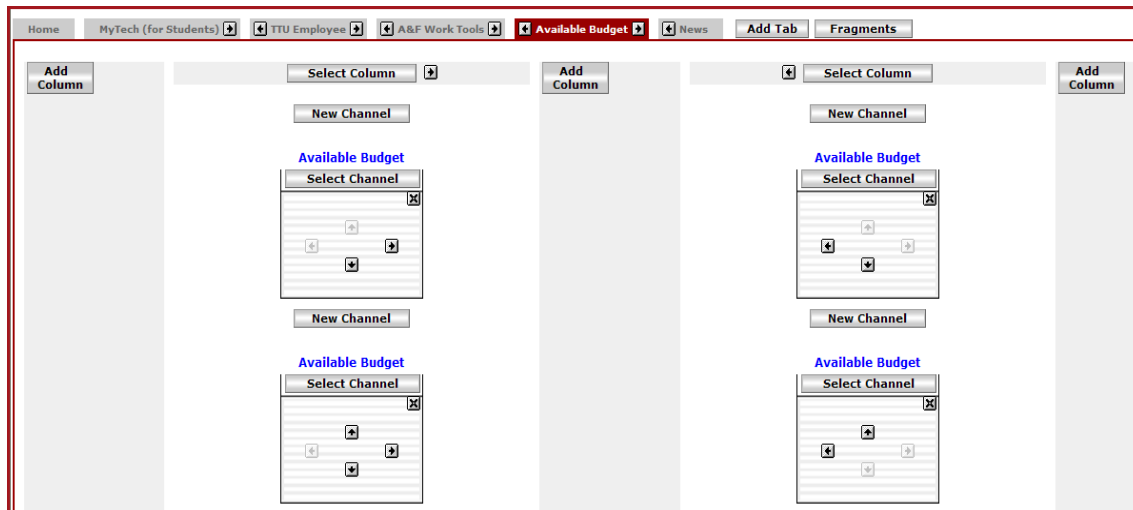 Home MyTech (for Students) TTU Employee A&F Work Tools Available Budget News Add Tab Fragments
Add Column Select Column Add Column Select Column Add Column
New Channel New Channel
Available Budget Available Budget
Select Channel Select Channel
New Channel New Channel
Available Budget Available Budget
Select Channel Select Channel